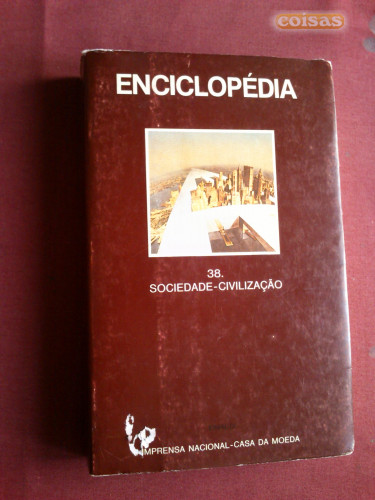 coisas
ENCICLOPÉDIA
38.
SOCIEDADE-CIVILIZAÇÃO
IMPRENSA NACIONAL-CASA DA MOEDA